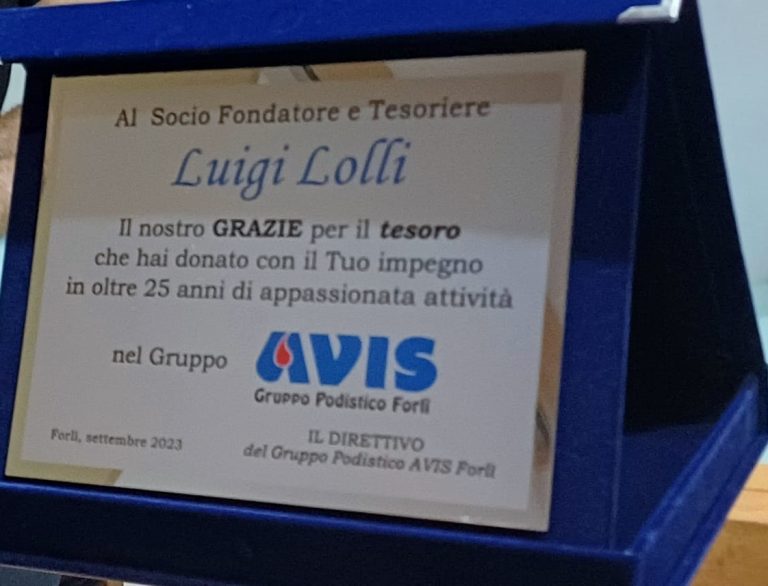 Al Socio Fondatore e Tesoriere
Luigi Lolli
Il nostro GRAZIE per il tesoro
che hai donato con il Tuo impegno
in oltre 25 anni di appassionata attività
nel Gruppo AVIS
Gruppo Podistico Forlì
Forlì, settembre 2023
IL DIRETTIVO
del Gruppo Podistico AVIS Forlì